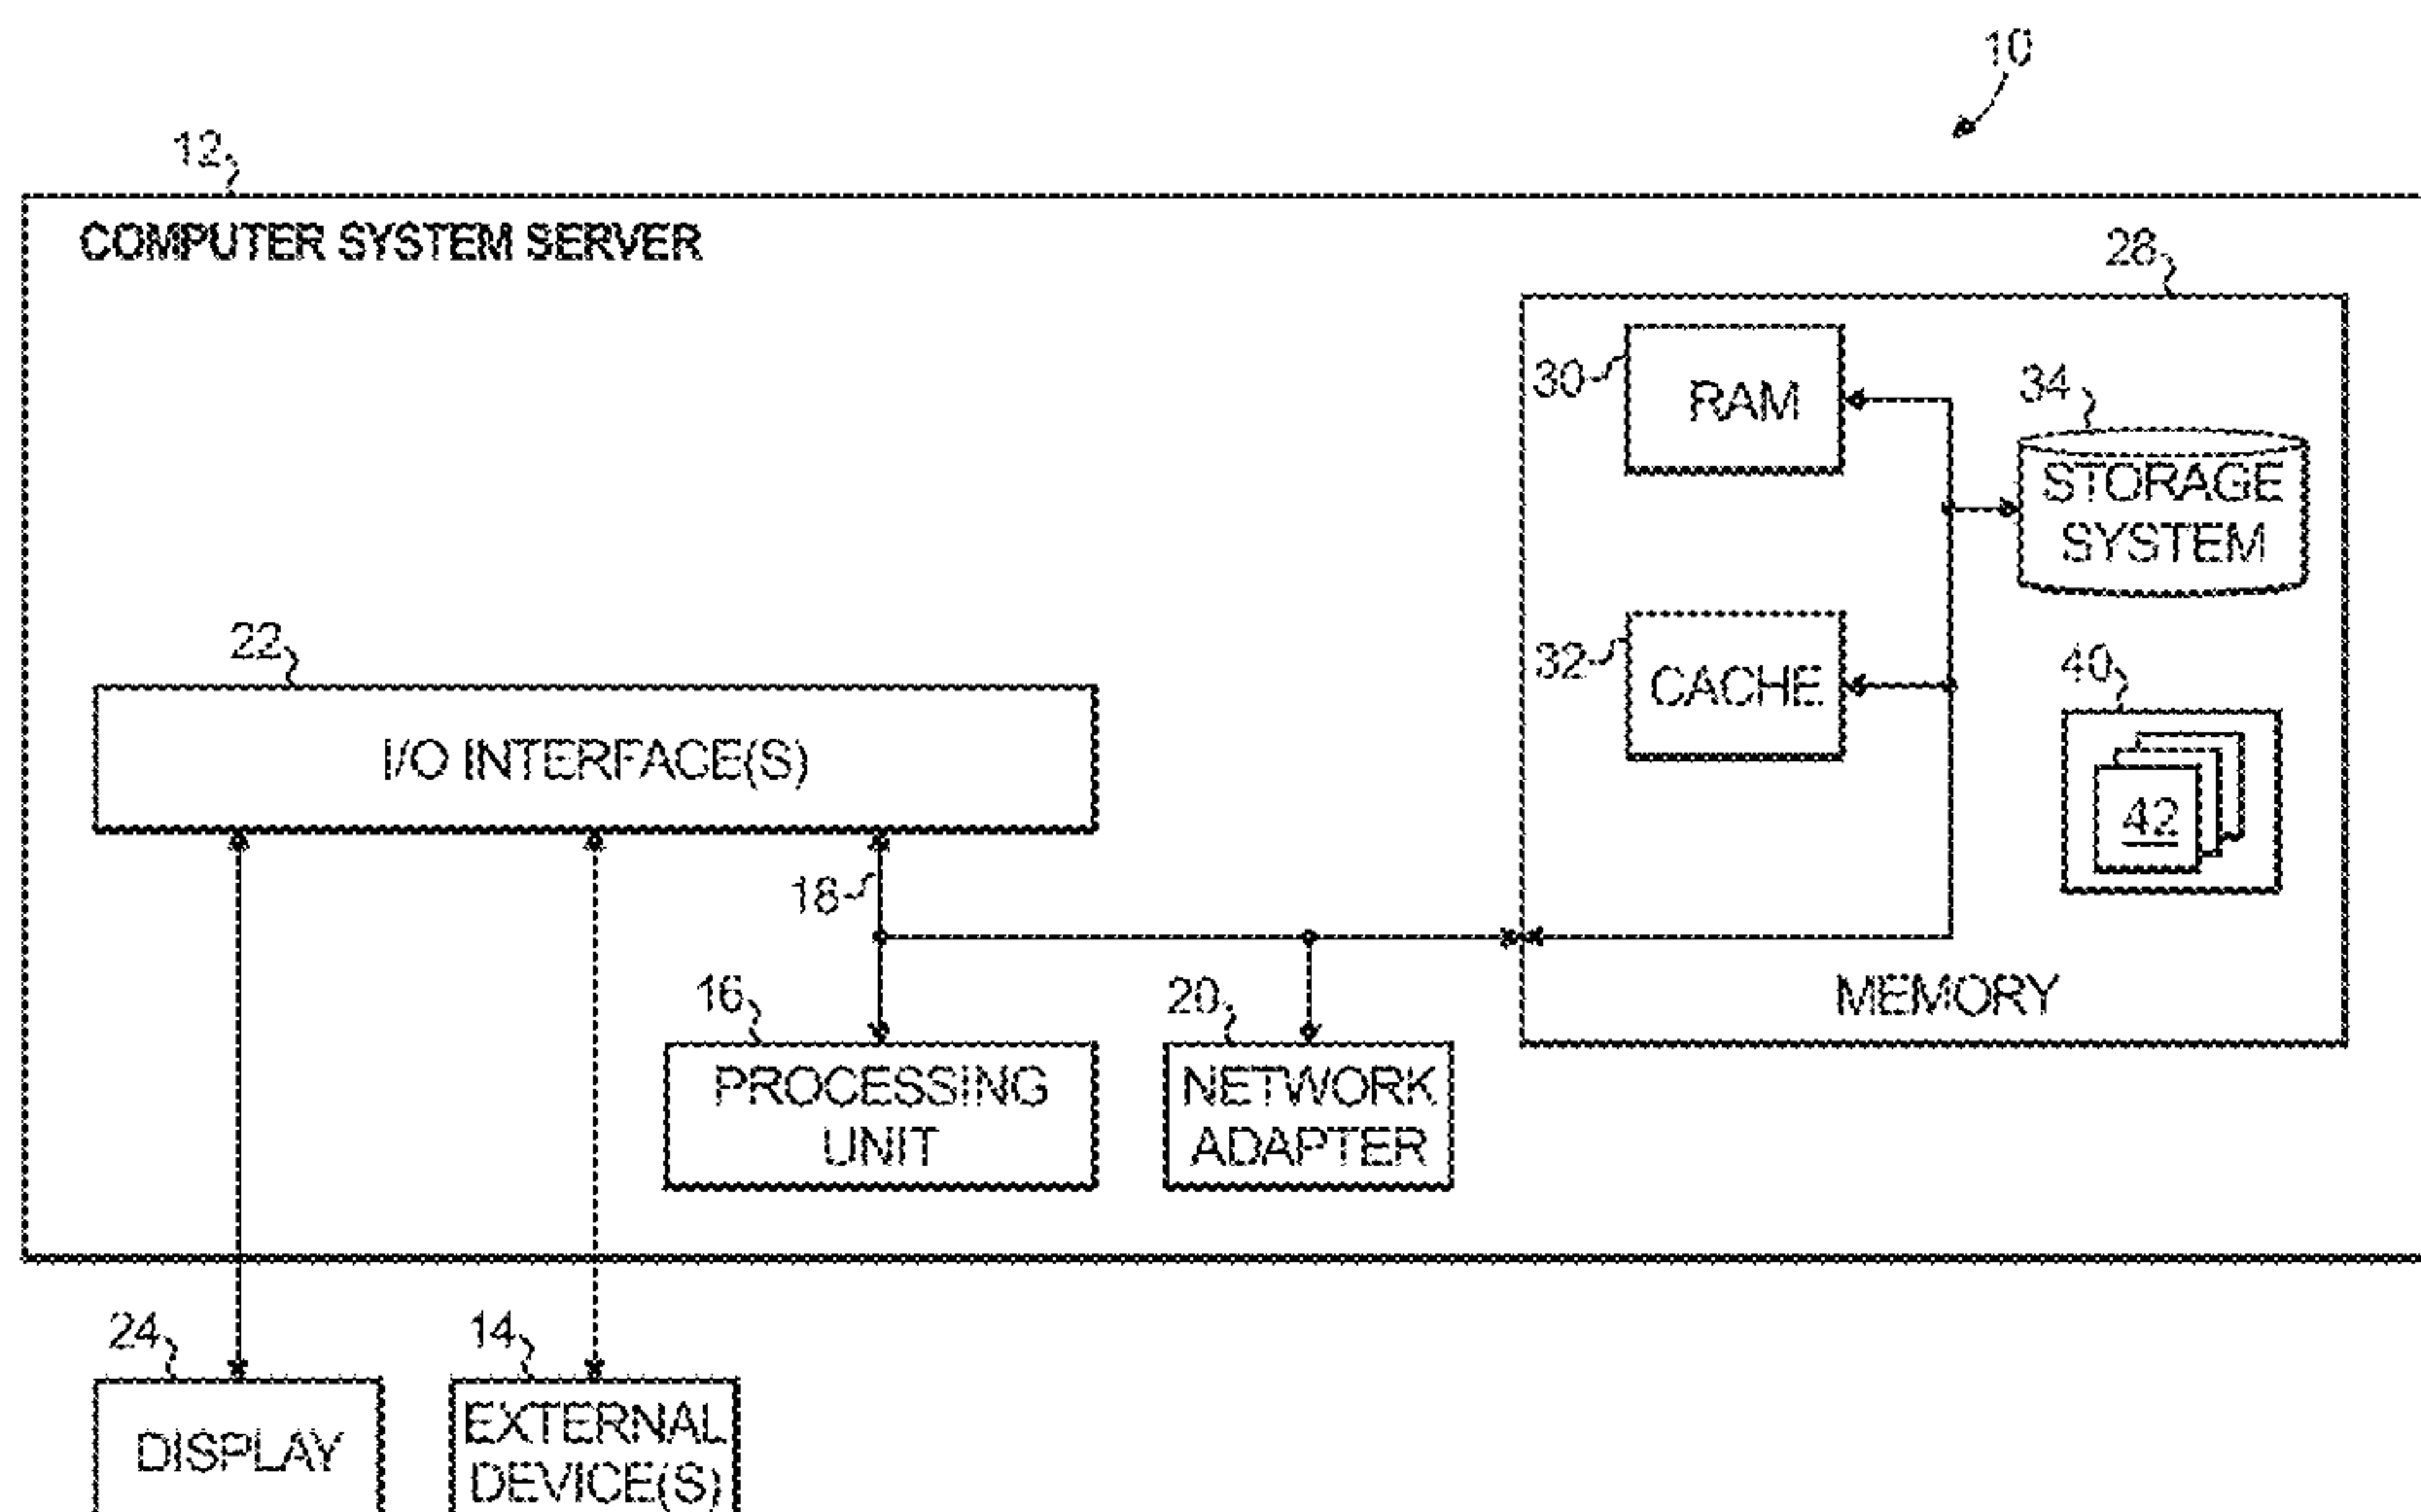 10
12
COMPUTER SYSTEM SERVER
28
30
RAM
34
STORAGE
SYSTEM
22
32
CACHE
40
I/O INTERFACE(S)
42
18
16
20
MEMORY
PROCESSING
UNIT
NETWORK
ADAPTER
24
14
DISPLAY
EXTERNAL
DEVICE(S)